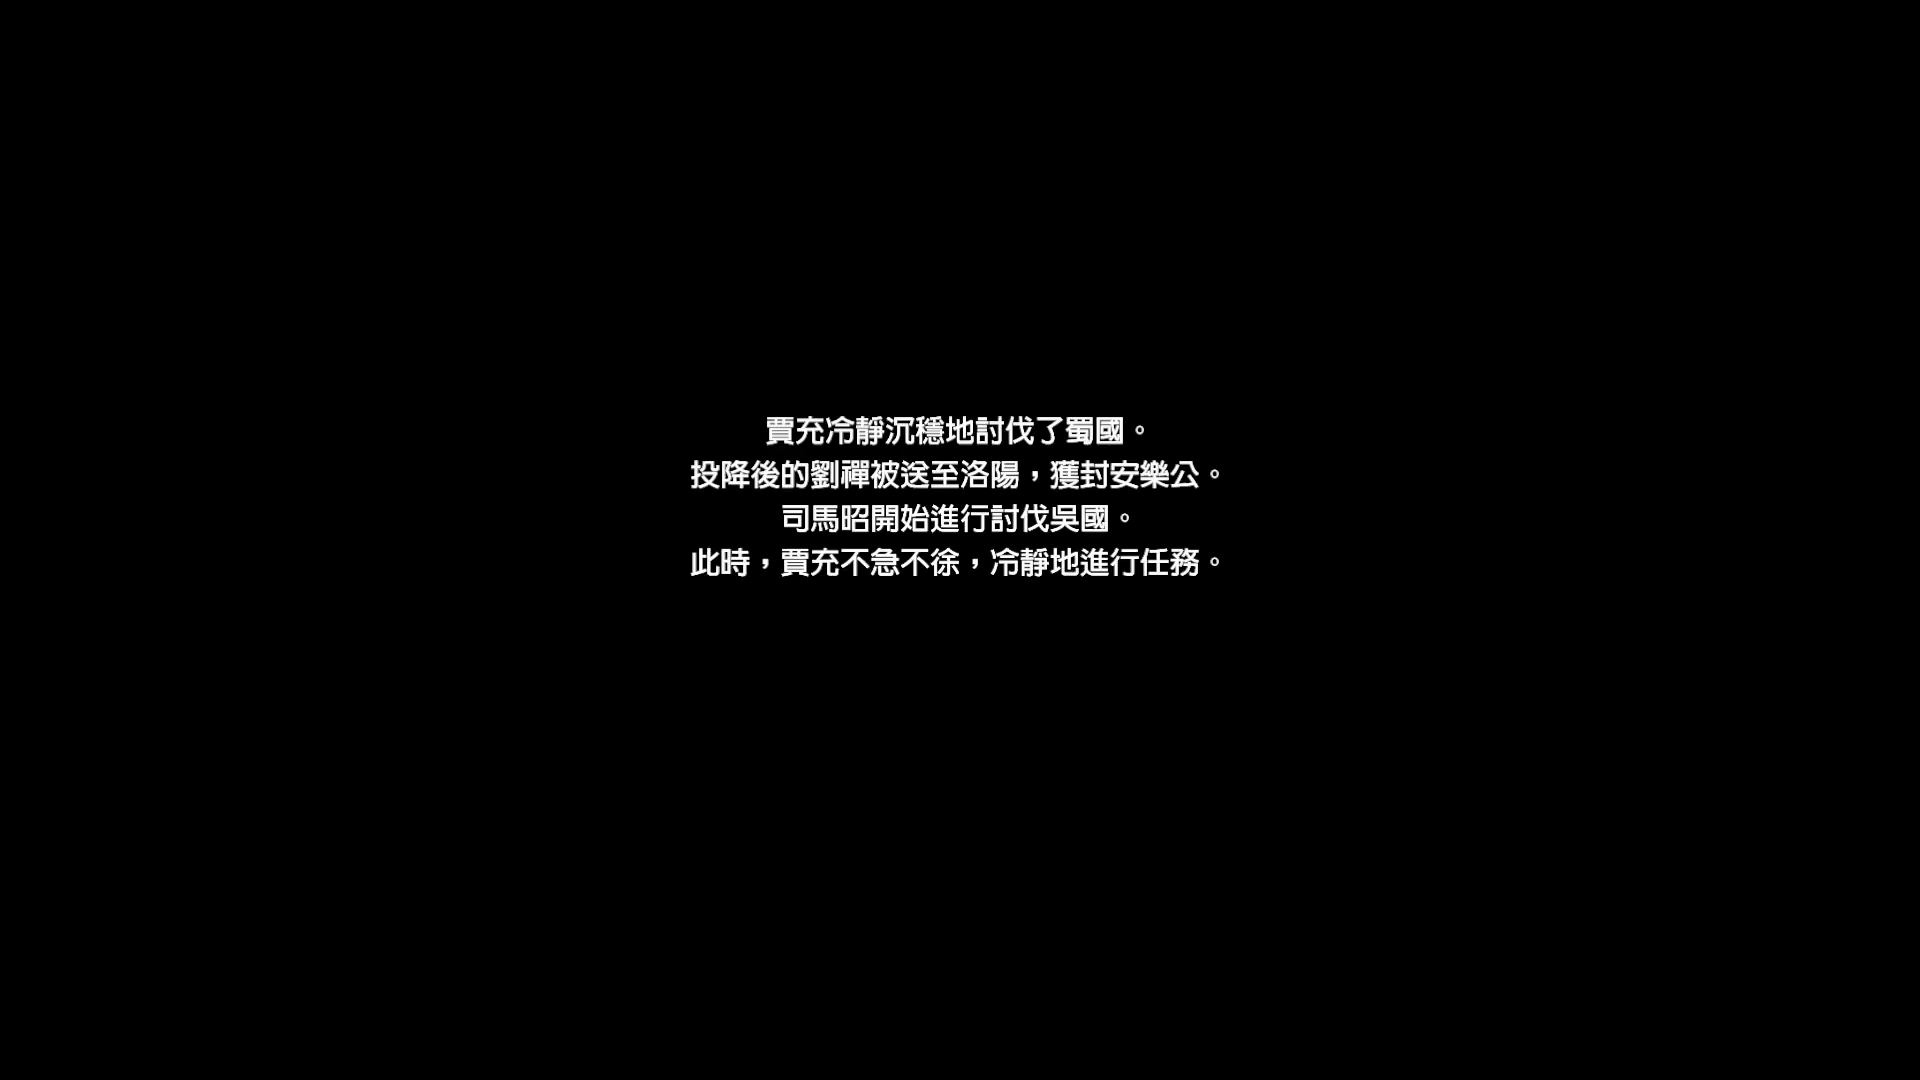 賈充冷靜沉穩地討伐了蜀國。
投降後的劉禪被送至洛陽，獲封安樂公。
司馬昭開始進行討伐吳國。
此時，賈充不急不徐，冷靜地進行任務。